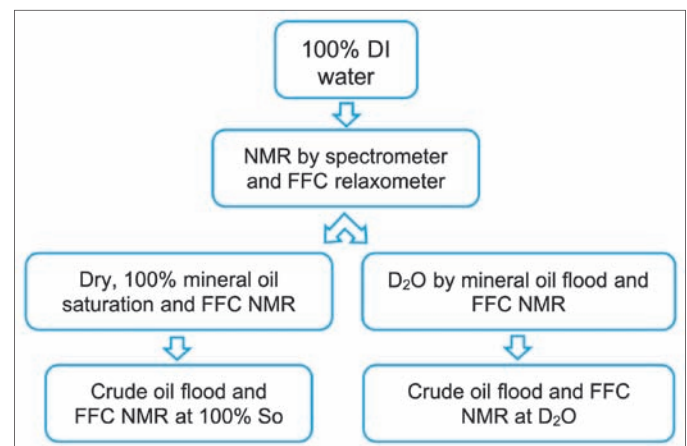 100% DI
water
NMR by spectrometer
and FFC relaxometer
Dry, 100% mineral oil
saturation and FFC NMR
D₂O by mineral oil flood and
FFC NMR
Crude oil flood and
FFC NMR at 100% So
Crude oil flood and FFC
NMR at D₂O